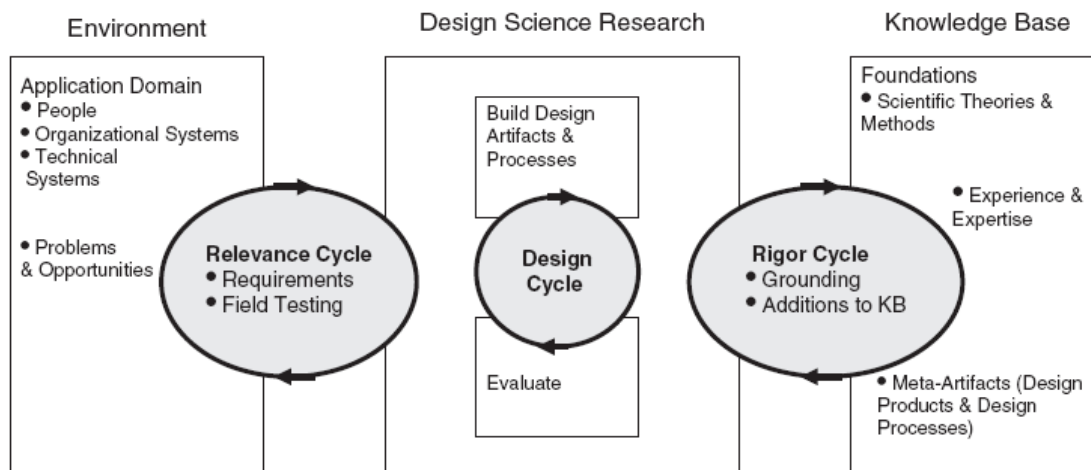 Environment
Design Science Research
Knowledge Base
Application Domain
• People
• Organizational Systems
• Technical
Systems
• Problems
& Opportunities
Relevance Cycle
• Requirements
• Field Testing
Build Design
Artifacts &
Processes
Design
Cycle
Evaluate
Rigor Cycle
• Grounding
• Additions to KB
Foundations
• Scientific Theories &
Methods
• Experience &
Expertise
• Meta-Artifacts (Design
Products & Design
Processes)